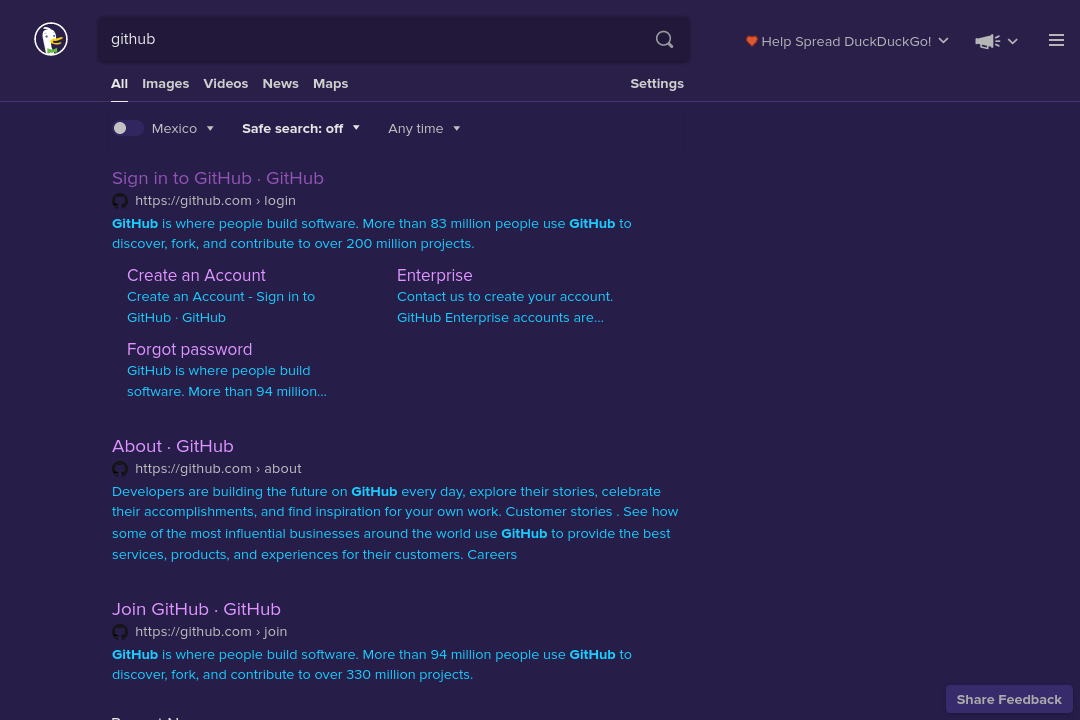 github
Help Spread DuckDuckGo!
All Images Videos News Maps Settings
Mexico Safe search: off Any time
Sign in to GitHub · GitHub
https://github.com › login
GitHub is where people build software. More than 83 million people use GitHub to
discover, fork, and contribute to over 200 million projects.
Create an Account
Create an Account - Sign in to
GitHub · GitHub
Enterprise
Contact us to create your account.
GitHub Enterprise accounts are...
Forgot password
GitHub is where people build
software. More than 94 million...
About · GitHub
https://github.com › about
Developers are building the future on GitHub every day, explore their stories, celebrate
their accomplishments, and find inspiration for your own work. Customer stories . See how
some of the most influential businesses around the world use GitHub to provide the best
services, products, and experiences for their customers. Careers
Join GitHub · GitHub
https://github.com › join
GitHub is where people build software. More than 94 million people use GitHub to
discover, fork, and contribute to over 330 million projects.
Share Feedback